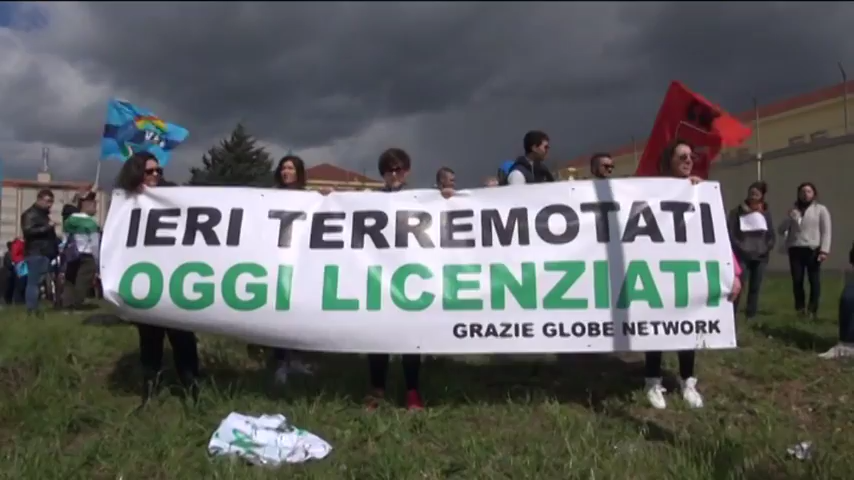 IERI TERREMOTATI
OGGI LICENZIATI
GRAZIE GLOBE NETWORK